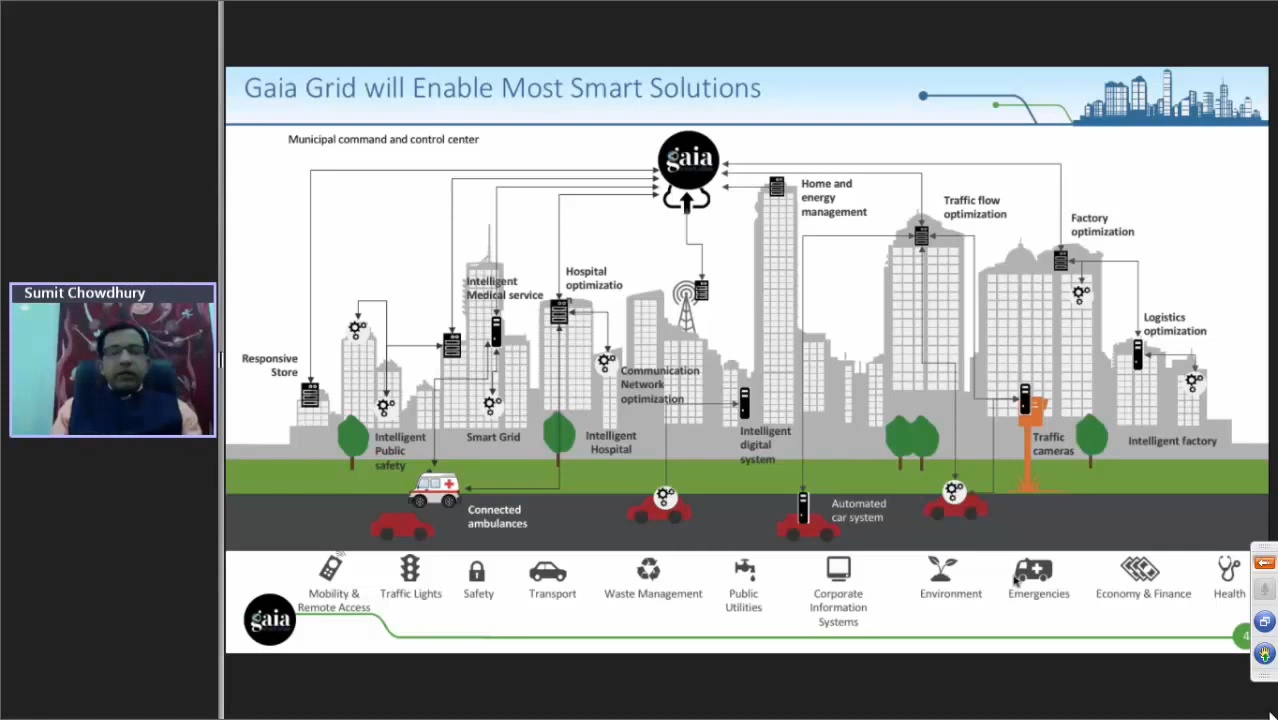 Gaia Grid will Enable Most Smart Solutions
Municipal command and control center
gaia
Home and
energy
management
Traffic flow
optimization
Factory
optimization
Hospital
optimizatio
Intelligent
Medical service
Sumit Chowdhury
Logistics
optimization
Responsive
Store
Communication
Network
optimization
Intelligent
Public
safety
Smart Grid
Intelligent
Hospital
Intelligent
digital
system
Traffic
cameras
Intelligent factory
Connected
ambulances
Automated
car system
Mobility &
Remote Access
Traffic Lights
Safety
Transport
Waste Management
Public
Utilities
Corporate
Information
Systems
Environment
Emergencies
Economy & Finance
Health
gaia
4